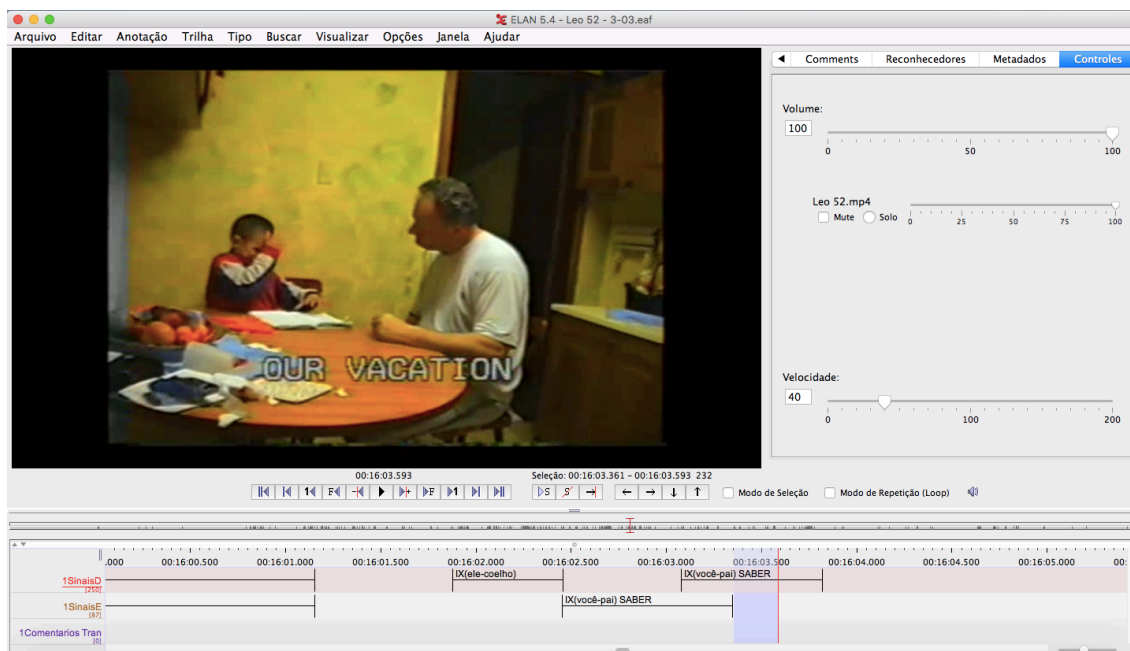 ELAN 5.4 - Leo 52 - 3-03.eaf
Arquivo Editar Anotação Trilha Tipo Buscar Visualizar Opções Janela Ajudar
Comments Reconhecedores Metadados Controles
Volume:
100
0 50 100
Leo 52.mp4
Mute Solo 0 25 50 75 100
OUR VACATION
Velocidade:
40
0 100 200
00:16:03.593 Seleção: 00:16:03.361 - 00:16:03.593 232
1 F F 1 S S Modo de Seleção Modo de Repetição (Loop)
.000 00:16:00.500 00:16:01.000 00:16:01.500 00:16:02.000 00:16:02.500 00:16:03.000 00:16:03.500 00:16:04.000 00:16:04.500 00:16:05.000 00:
1SinaisD IX(ele-coelho) IX(você-pai) SABER
[250]
1SinaisE IX(você-pai) SABER
[87]
1Comentarios Tran
[0]